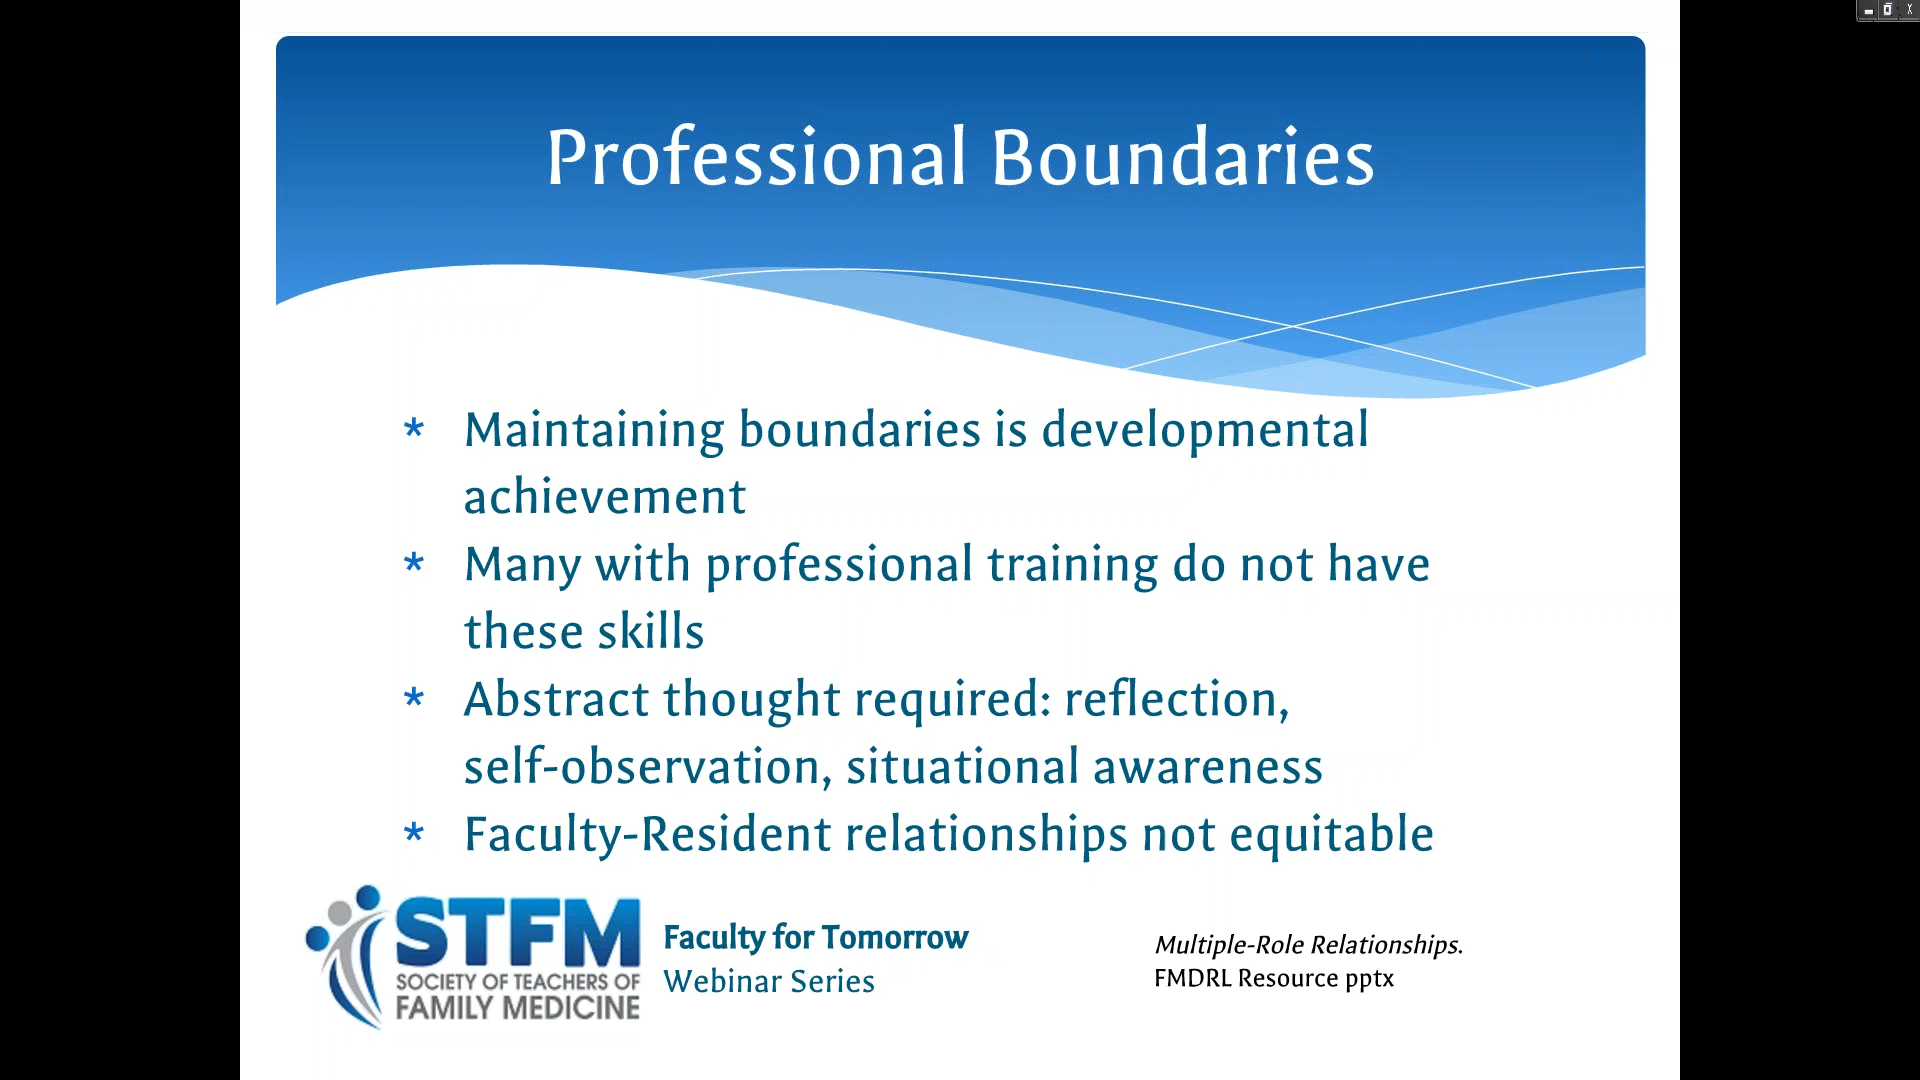 Professional Boundaries
* Maintaining boundaries is developmental
achievement
* Many with professional training do not have
these skills
* Abstract thought required: reflection,
self-observation, situational awareness
* Faculty-Resident relationships not equitable
STFM
SOCIETY OF TEACHERS OF
FAMILY MEDICINE
Faculty for Tomorrow
Webinar Series
Multiple-Role Relationships.
FMDRL Resource pptx